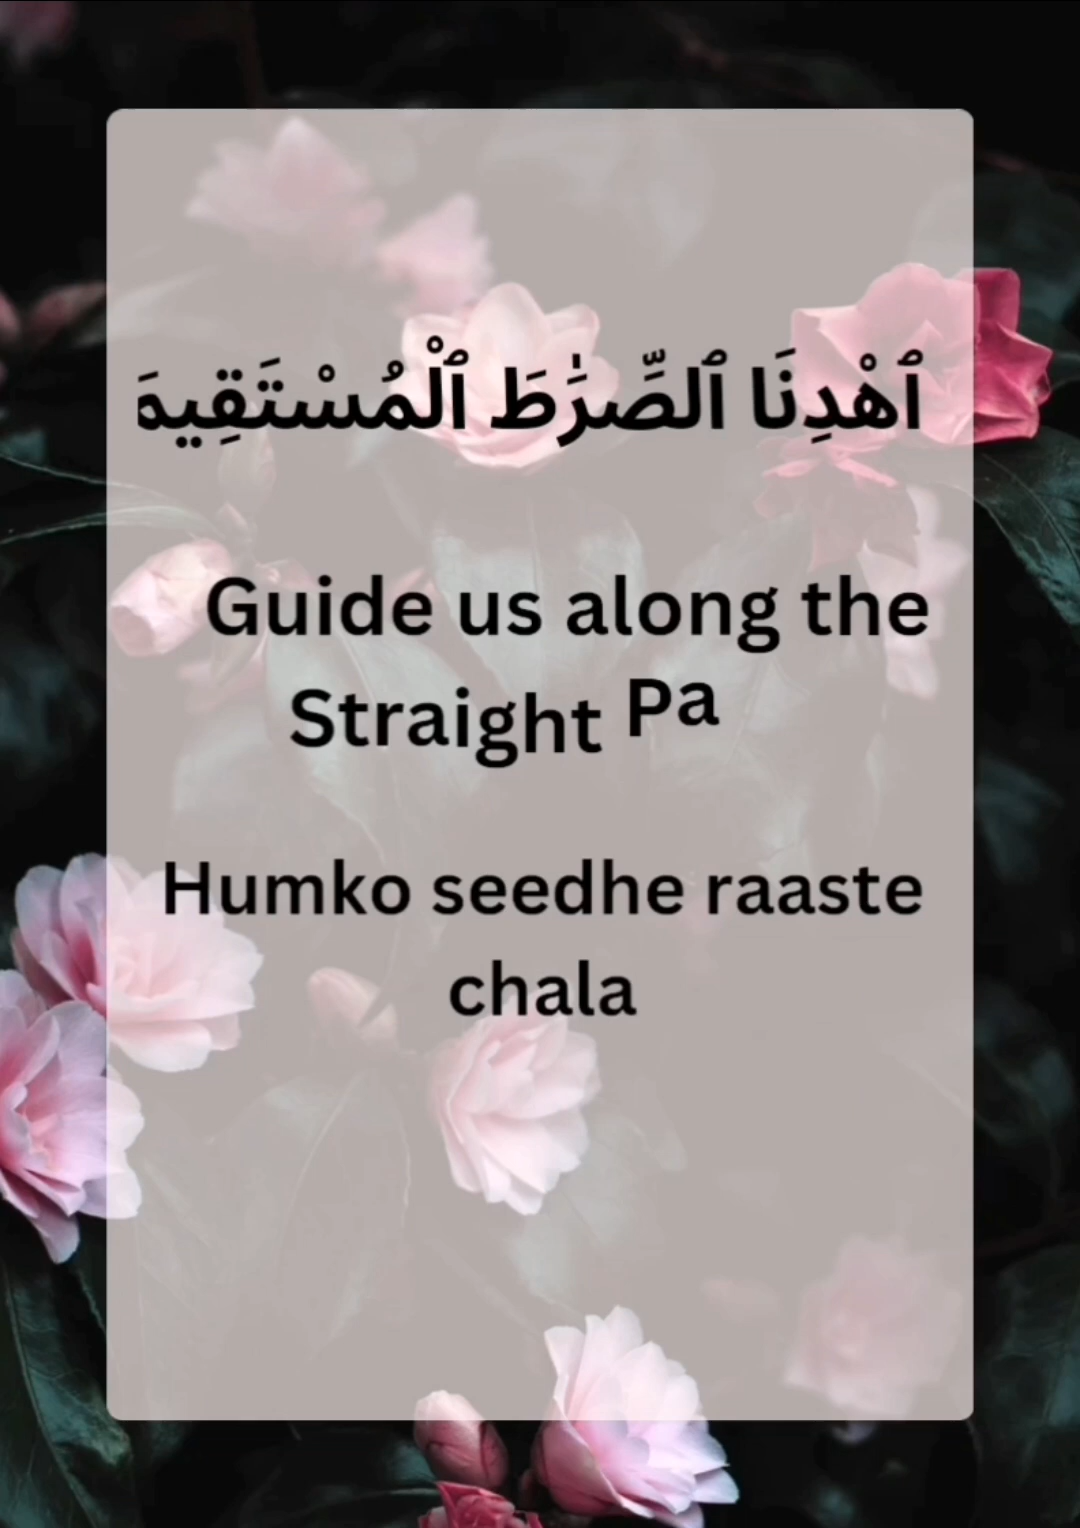 ٱهْدِنَا ٱلصِّرَٰطَ ٱلْمُسْتَقِيمَ
Guide us along the
Straight Pa
Humko seedhe raaste
chala